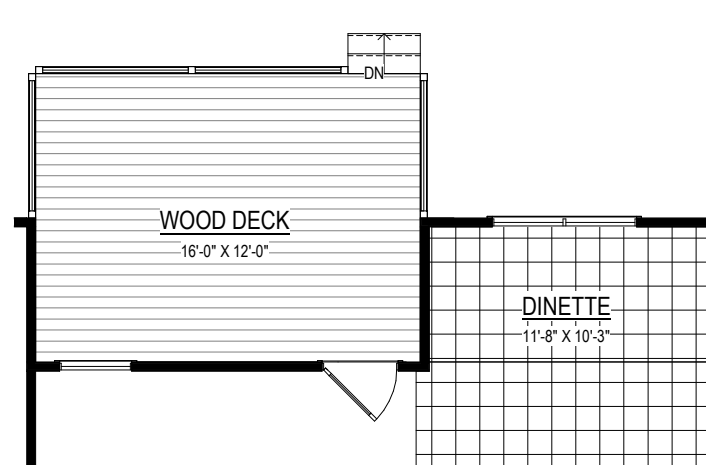 DN
WOOD DECK
16'-0" X 12'-0"
DINETTE
11'-8" X 10'-3"